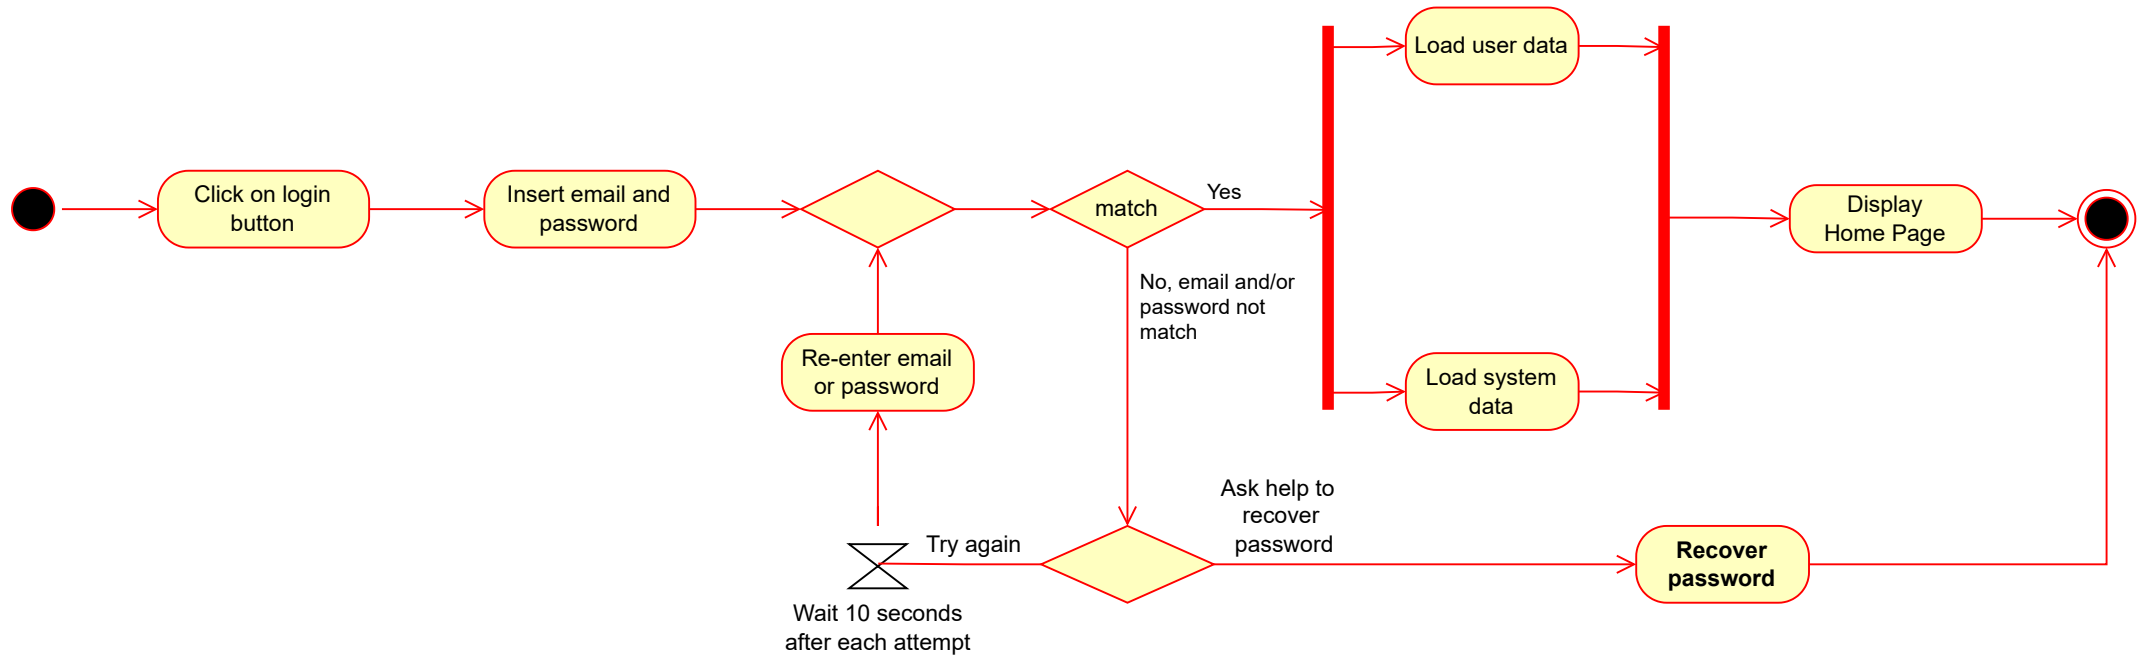 Load user data
Click on login
button
Insert email and
password
match
Yes
Display
Home Page
No, email and/or
password not
match
Re-enter email
or password
Load system
data
Ask help to
recover
password
Try again
Recover
password
Wait 10 seconds
after each attempt